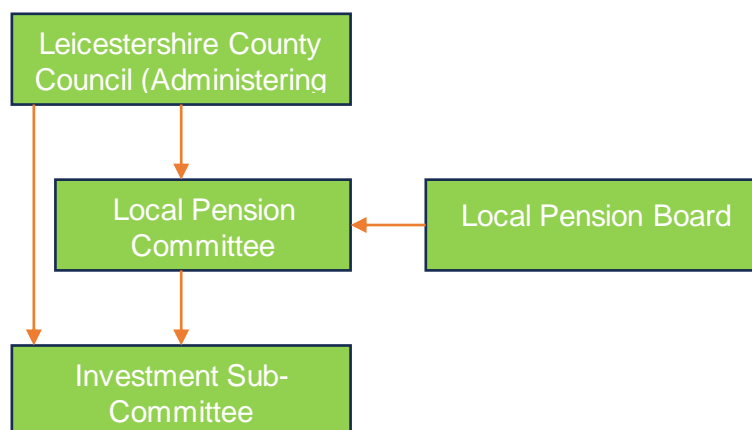 Leicestershire County
Council (Administering
Local Pension
Committee
Local Pension Board
Investment Sub-
Committee